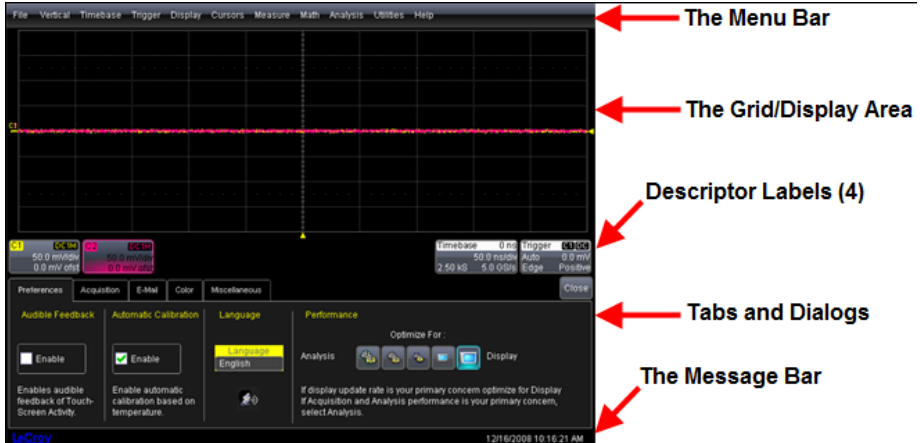 File Vertical Timebase Trigger Display Cursors Measure Math Analysis Utilities Help
The Menu Bar
C1
The Grid/Display Area
Descriptor Labels (4)
C1 DC1M
50.0 mV/div
0.0 mV ofst
C2 DC1M
50.0 mV/div
0.0 mV ofst
Timebase 0 ns
50.0 ns/div
2.50 kS 5.0 GS/s
Trigger C1 DC
Auto 0.0 mV
Edge Positive
Preferences Acquisition E-Mail Color Miscellaneous Close
Tabs and Dialogs
Audible Feedback
Enable
Enables audible
feedback of Touch-
Screen Activity.
Automatic Calibration
Enable
Enable automatic
calibration based on
temperature.
Language
Language
English
Performance
Optimize For :
Analysis Display
If display update rate is your primary concern optimize for Display
If Acquisition and Analysis performance is your primary concern,
select Analysis.
The Message Bar
LeCroy 12/16/2008 10:16:21 AM